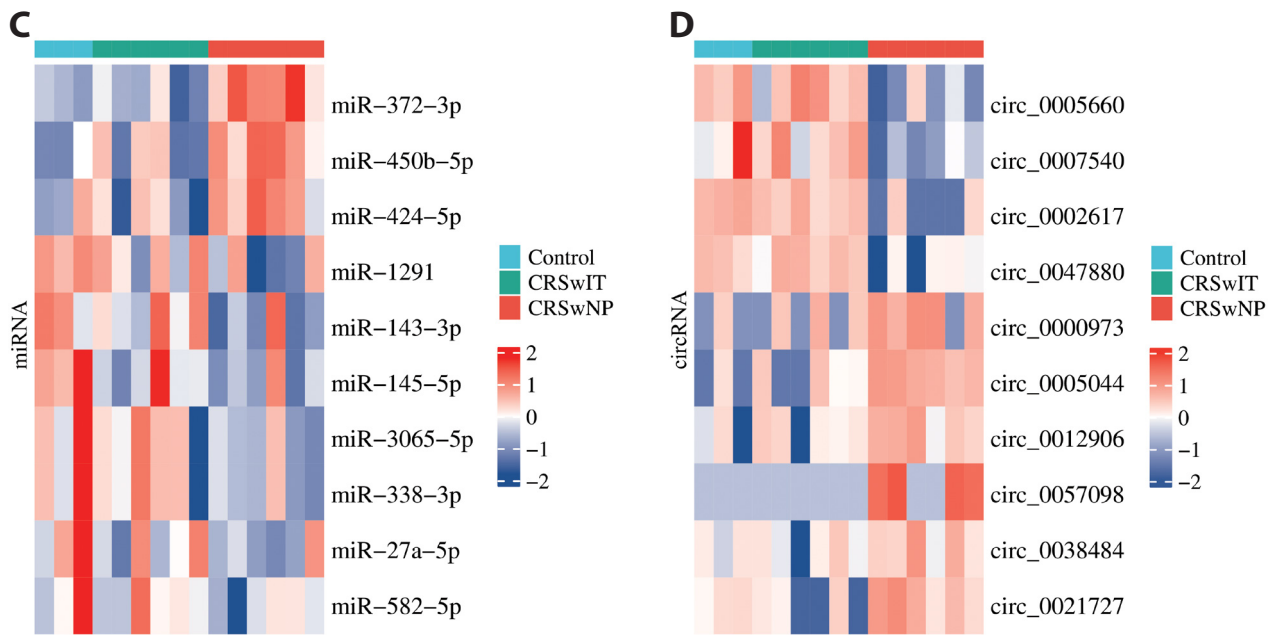 C
miRNA
miR−372−3p
miR−450b−5p
miR−424−5p
miR−1291
miR−143−3p
miR−145−5p
miR−3065−5p
miR−338−3p
miR−27a−5p
miR−582−5p
Control
CRSwIT
CRSwNP
2
1
0
−1
−2
D
circRNA
circ_0005660
circ_0007540
circ_0002617
circ_0047880
circ_0000973
circ_0005044
circ_0012906
circ_0057098
circ_0038484
circ_0021727
Control
CRSwIT
CRSwNP
2
1
0
−1
−2